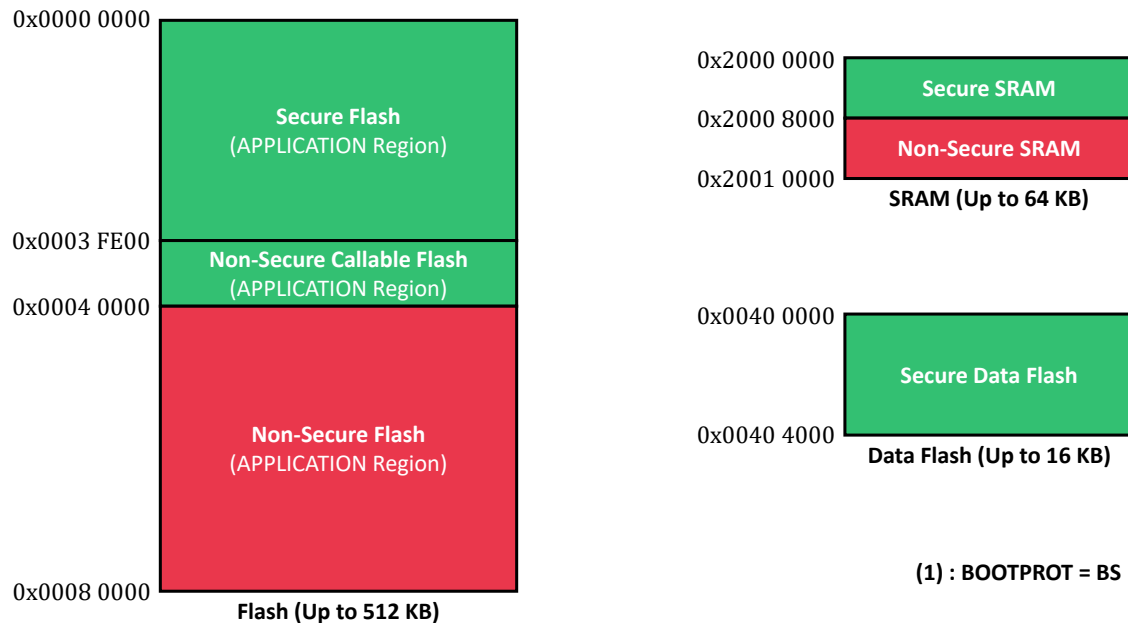 0x0000 0000
Secure Flash
(APPLICATION Region)
0x0003 FE00
Non-Secure Callable Flash
(APPLICATION Region)
0x0004 0000
Non-Secure Flash
(APPLICATION Region)
0x0008 0000
Flash (Up to 512 KB)
0x2000 0000
Secure SRAM
0x2000 8000
Non-Secure SRAM
0x2001 0000
SRAM (Up to 64 KB)
0x0040 0000
Secure Data Flash
0x0040 4000
Data Flash (Up to 16 KB)
(1) : BOOTPROT = BS